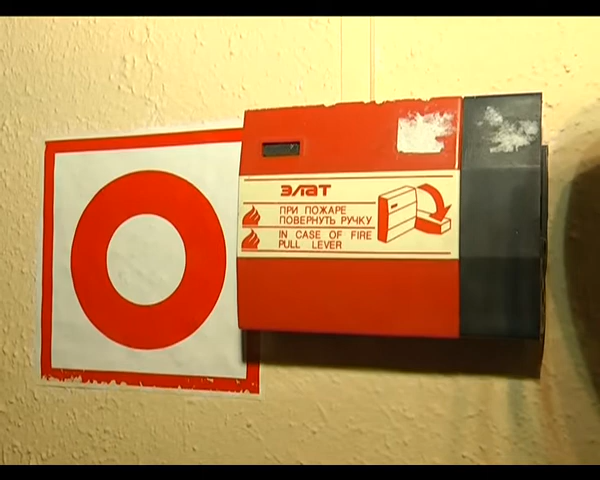 ЭЛАТ
ПРИ ПОЖАРЕ
ПОВЕРНУТЬ РУЧКУ
IN CASE OF FIRE
PULL LEVER